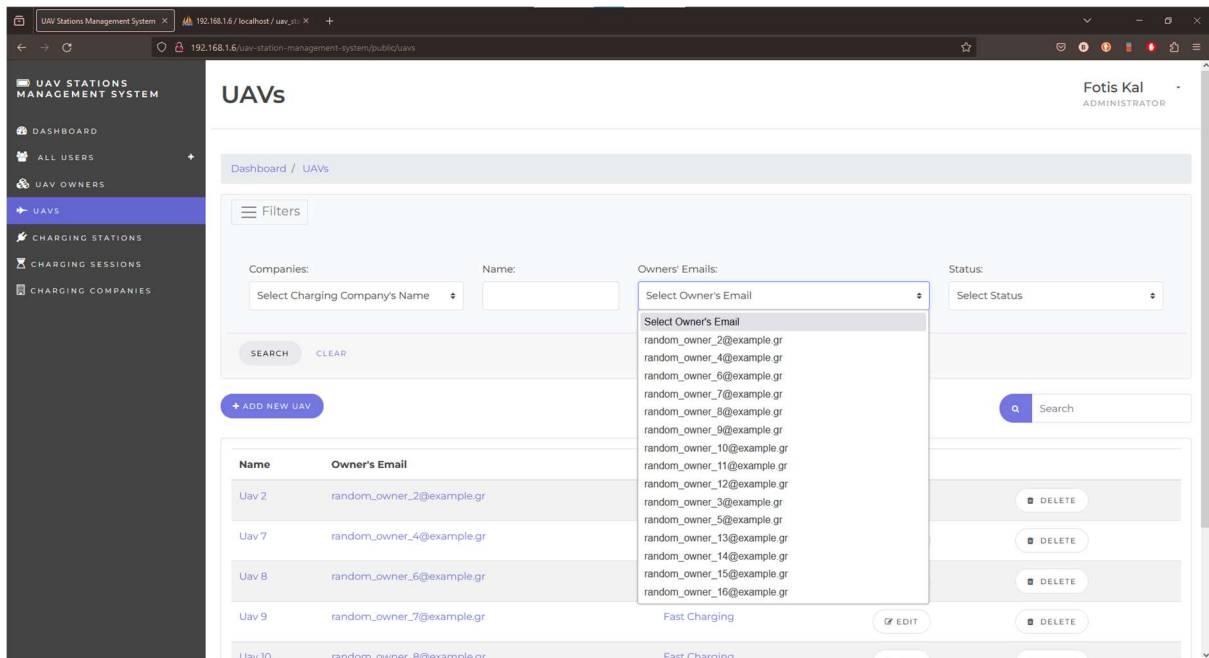 UAV Stations Management System
192.168.1.6 / localhost / uav_sta
192.168.1.6/uav-station-management-system/public/uavs
UAV STATIONS
MANAGEMENT SYSTEM
DASHBOARD
ALL USERS +
UAV OWNERS
UAVS
CHARGING STATIONS
CHARGING SESSIONS
CHARGING COMPANIES
UAVs
Fotis Kal
ADMINISTRATOR
Dashboard / UAVs
Filters
Companies: Name: Owners' Emails: Status:
Select Charging Company's Name Select Owner's Email Select Status
Select Owner's Email
random_owner_2@example.gr
random_owner_4@example.gr
random_owner_6@example.gr
random_owner_7@example.gr
random_owner_8@example.gr
random_owner_9@example.gr
random_owner_10@example.gr
random_owner_11@example.gr
random_owner_12@example.gr
random_owner_3@example.gr
random_owner_5@example.gr
random_owner_13@example.gr
random_owner_14@example.gr
random_owner_15@example.gr
random_owner_16@example.gr
SEARCH CLEAR
+ ADD NEW UAV
Search
Name Owner's Email
Uav 2 random_owner_2@example.gr DELETE
Uav 7 random_owner_4@example.gr DELETE
Uav 8 random_owner_6@example.gr DELETE
Uav 9 random_owner_7@example.gr Fast Charging EDIT DELETE
Uav 10 random_owner_8@example.gr Fast Charging